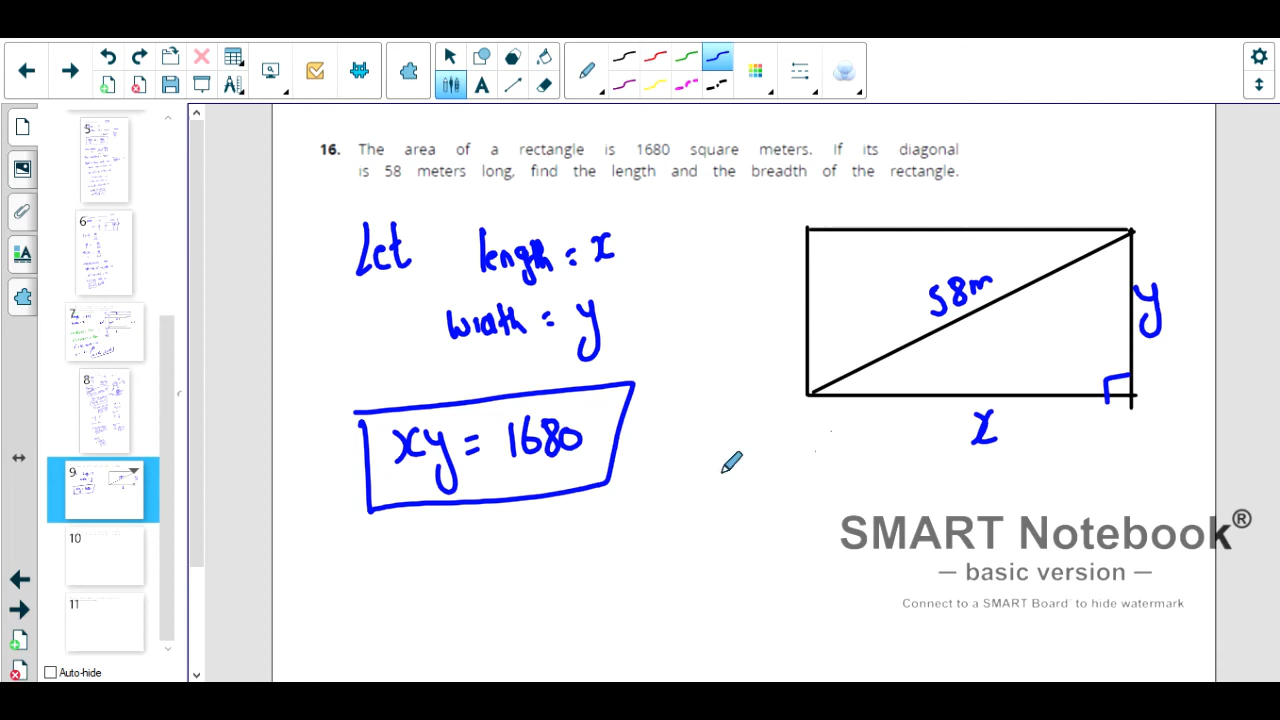 5
6
7
8
9
10
11
Auto-hide
16. The area of a rectangle is 1680 square meters. If its diagonal
is 58 meters long, find the length and the breadth of the rectangle.
Let length = x
width = y
xy = 1680
58m
y
x
SMART Notebook®
— basic version —
Connect to a SMART Board™ to hide watermark